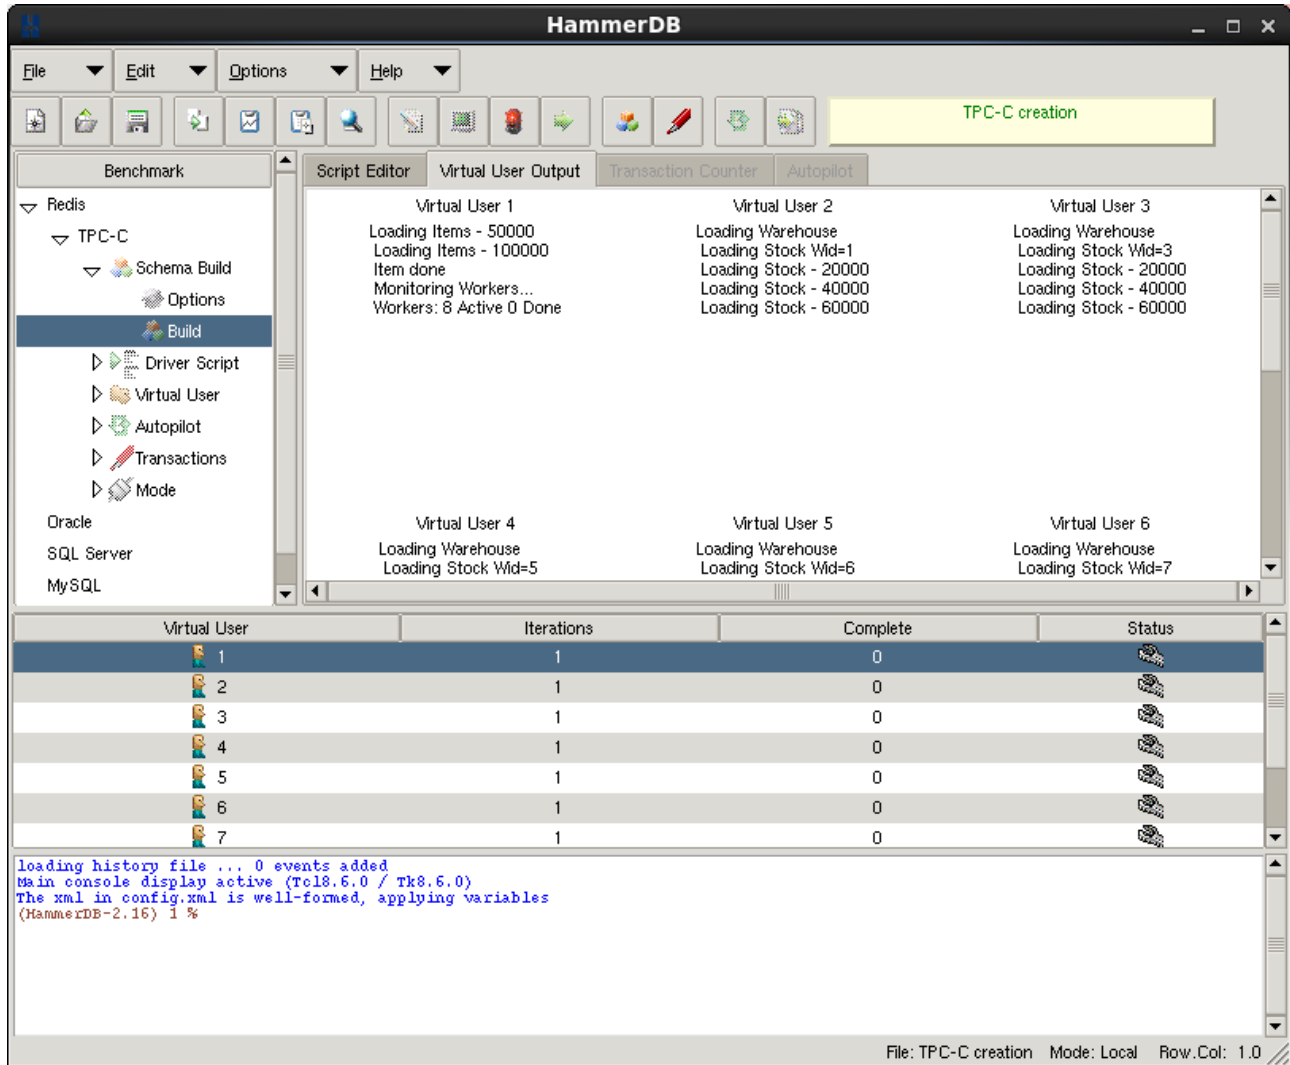 HammerDB
File Edit Options Help
TPC-C creation
Benchmark
Script Editor Virtual User Output Transaction Counter Autopilot
Redis
TPC-C
Schema Build
Options
Build
Driver Script
Virtual User
Autopilot
Transactions
Mode
Oracle
SQL Server
MySQL
Virtual User 1
Loading Items - 50000
Loading Items - 100000
Item done
Monitoring Workers...
Workers: 8 Active 0 Done
Virtual User 2
Loading Warehouse
Loading Stock Wid=1
Loading Stock - 20000
Loading Stock - 40000
Loading Stock - 60000
Virtual User 3
Loading Warehouse
Loading Stock Wid=3
Loading Stock - 20000
Loading Stock - 40000
Loading Stock - 60000
Virtual User 4
Loading Warehouse
Loading Stock Wid=5
Virtual User 5
Loading Warehouse
Loading Stock Wid=6
Virtual User 6
Loading Warehouse
Loading Stock Wid=7
Virtual User Iterations Complete Status
1 1 0
2 1 0
3 1 0
4 1 0
5 1 0
6 1 0
7 1 0
loading history file ... 0 events added
Main console display active (Tcl8.6.0 / Tk8.6.0)
The xml in config.xml is well-formed, applying variables
(HammerDB-2.16) 1 %
File: TPC-C creation Mode: Local Row.Col: 1.0